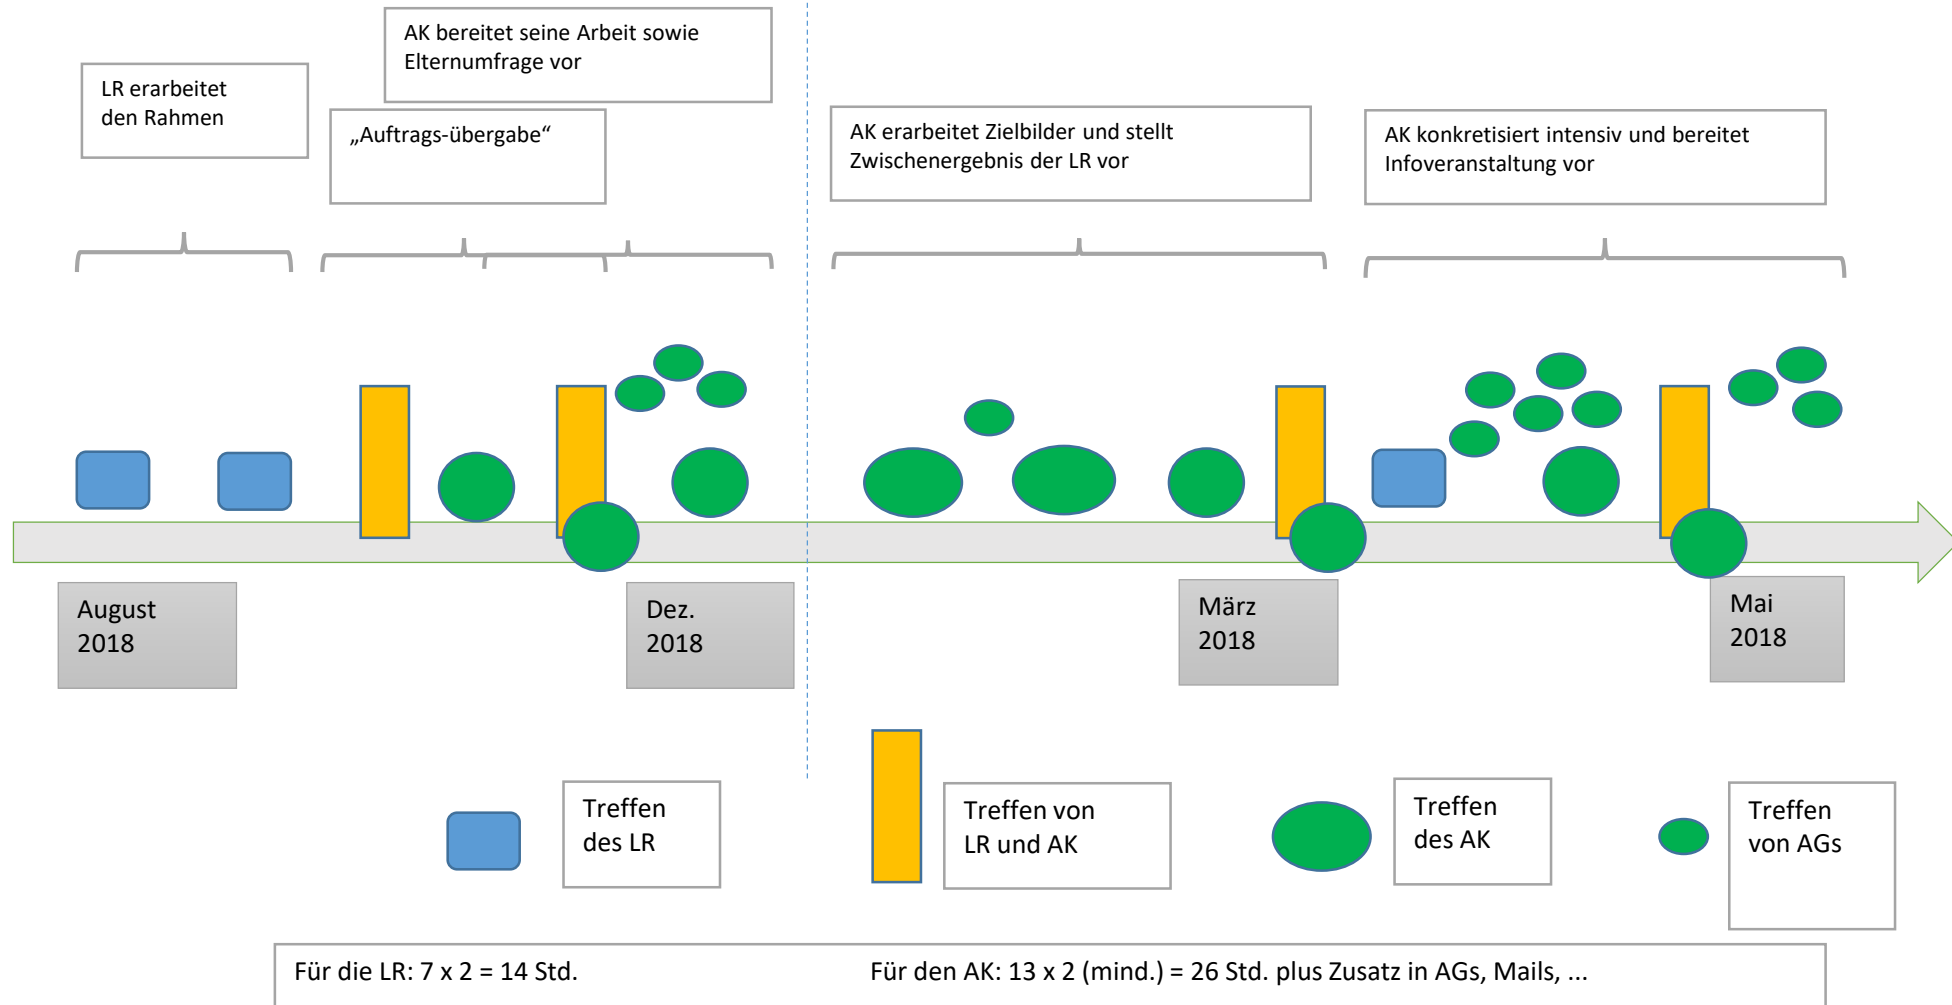 AK bereitet seine Arbeit sowie
Elternumfrage vor
LR erarbeitet
den Rahmen
„Auftrags-übergabe“
AK erarbeitet Zielbilder und stellt
Zwischenergebnis der LR vor
AK konkretisiert intensiv und bereitet
Infoveranstaltung vor
August
2018
Dez.
2018
März
2018
Mai
2018
Treffen
des LR
Treffen von
LR und AK
Treffen
des AK
Treffen
von AGs
Für die LR: 7 x 2 = 14 Std.
Für den AK: 13 x 2 (mind.) = 26 Std. plus Zusatz in AGs, Mails, ...